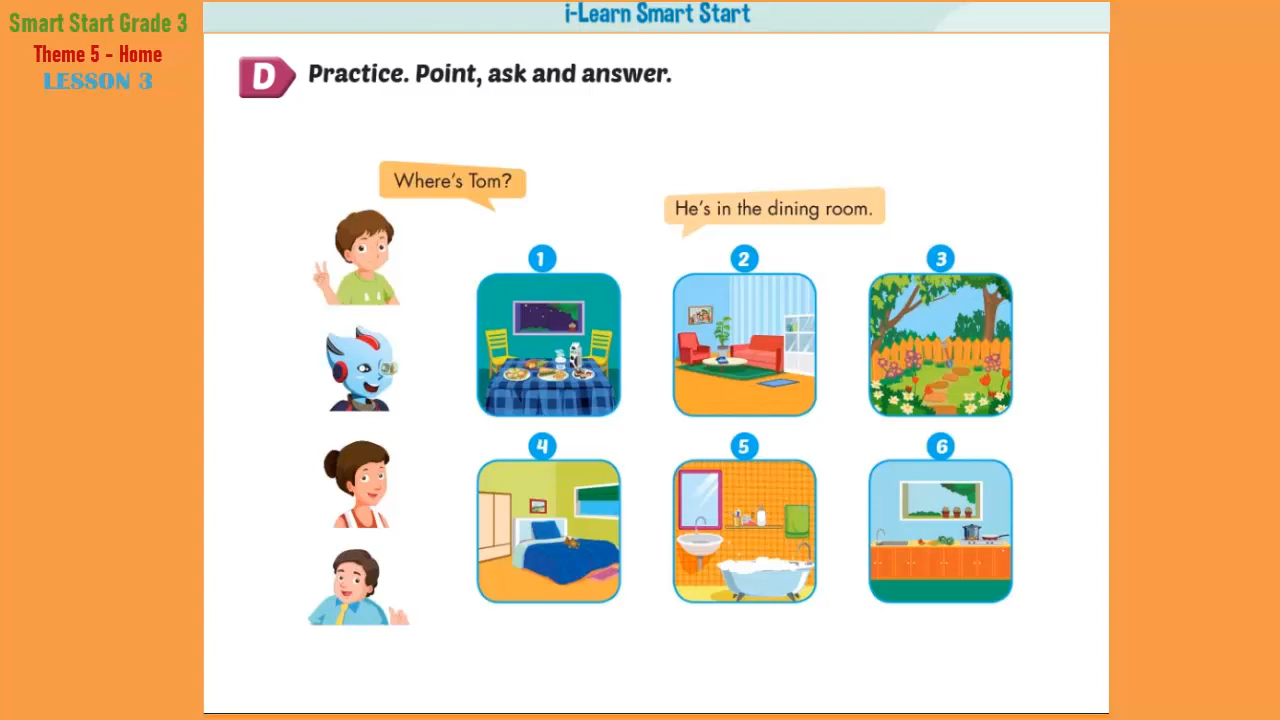 Smart Start Grade 3
Theme 5 - Home
LESSON 3
i-Learn Smart Start
D Practice. Point, ask and answer.
Where's Tom?
He's in the dining room.
1 2 3
4 5 6